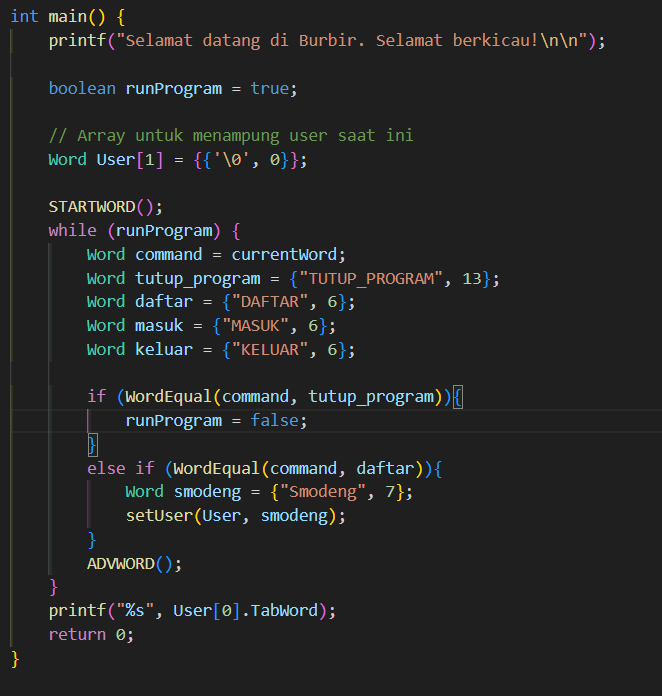 int main() {
    printf("Selamat datang di Burbir. Selamat berkicau!\n\n");
    boolean runProgram = true;
    // Array untuk menampung user saat ini
    Word User[1] = {{'\0', 0}};
    STARTWORD();
    while (runProgram) {
        Word command = currentWord;
        Word tutup_program = {"TUTUP_PROGRAM", 13};
        Word daftar = {"DAFTAR", 6};
        Word masuk = {"MASUK", 6};
        Word keluar = {"KELUAR", 6};
        if (WordEqual(command, tutup_program)){
            runProgram = false;
        }
        else if (WordEqual(command, daftar)){
            Word smodeng = {"Smodeng", 7};
            setUser(User, smodeng);
        }
        ADVWORD();
    }
    printf("%s", User[0].TabWord);
    return 0;
}